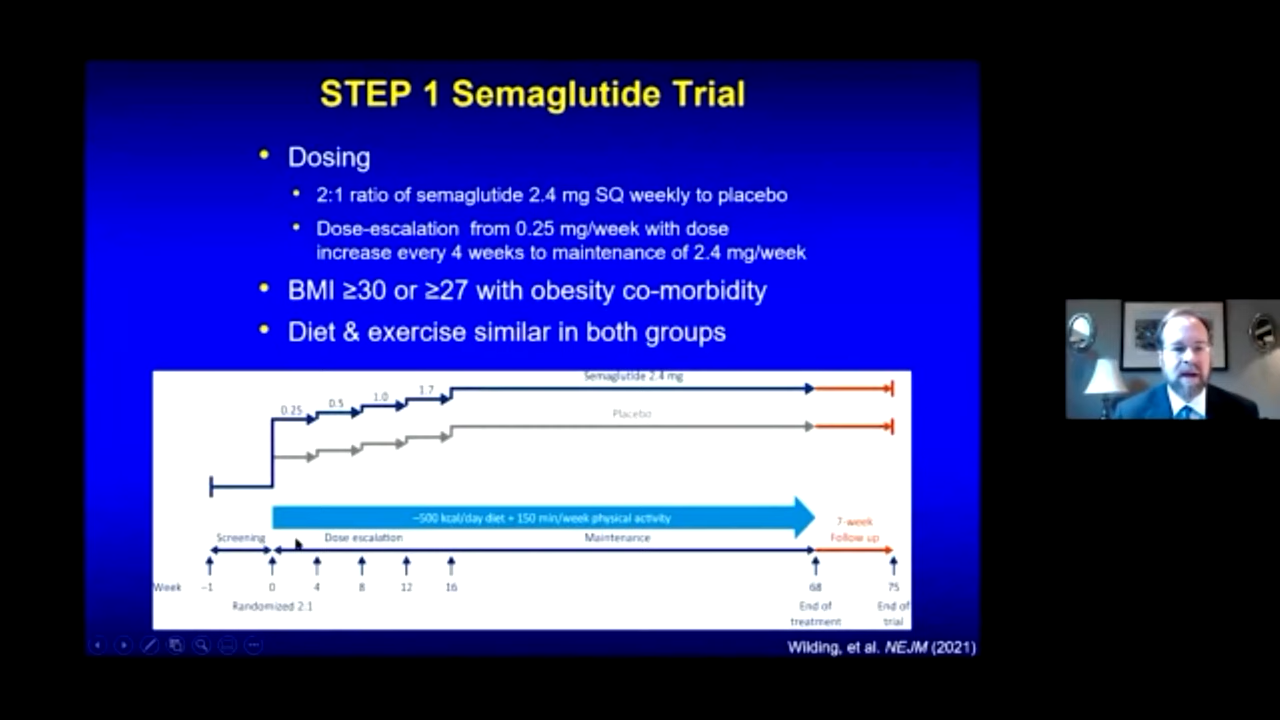 STEP 1 Semaglutide Trial
• Dosing
• 2:1 ratio of semaglutide 2.4 mg SQ weekly to placebo
• Dose-escalation from 0.25 mg/week with dose
increase every 4 weeks to maintenance of 2.4 mg/week
• BMI ≥30 or ≥27 with obesity co-morbidity
• Diet & exercise similar in both groups
Semaglutide 2.4 mg
0.25 0.5 1.0 1.7
Placebo
−500 kcal/day diet + 150 min/week physical activity
7-week
Screening Dose escalation Maintenance Follow up
Week −1 0 4 8 12 16 68 75
Randomized 2:1 End of End of
treatment trial
Wilding, et al. NEJM (2021)